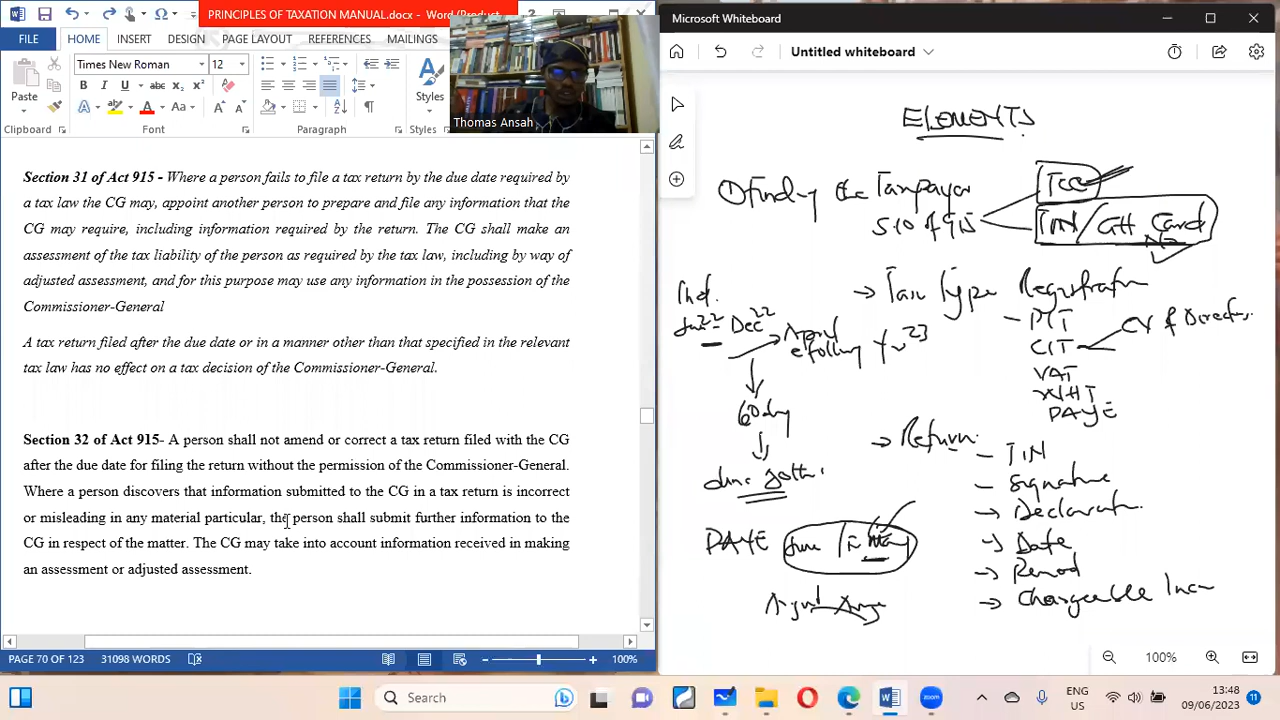 PRINCIPLES OF TAXATION MANUAL.docx - Word (Product
FILE HOME INSERT DESIGN PAGE LAYOUT REFERENCES MAILINGS
Times New Roman 12
Paste
Styles
Clipboard Font Paragraph Styles
Thomas Ansah
Section 31 of Act 915 - Where a person fails to file a tax return by the due date required by
a tax law the CG may, appoint another person to prepare and file any information that the
CG may require, including information required by the return. The CG shall make an
assessment of the tax liability of the person as required by the tax law, including by way of
adjusted assessment, and for this purpose may use any information in the possession of the
Commissioner-General
A tax return filed after the due date or in a manner other than that specified in the relevant
tax law has no effect on a tax decision of the Commissioner-General.
Section 32 of Act 915- A person shall not amend or correct a tax return filed with the CG
after the due date for filing the return without the permission of the Commissioner-General.
Where a person discovers that information submitted to the CG in a tax return is incorrect
or misleading in any material particular, the person shall submit further information to the
CG in respect of the matter. The CG may take into account information received in making
an assessment or adjusted assessment.
PAGE 70 OF 123 31098 WORDS 100%
Microsoft Whiteboard
Untitled whiteboard
ELEMENTS
① Finding the Taxpayer
S.10 of 915
TCC
TIN / GH Card
No
→ Tax Type Registration
- PIT
CIT
CV of Directors
VAT
WHT
PAYE
Dec 22
April
following Yr 23
60 day
→ Return
- TIN
- Signature
→ Declaration
→ Date
→ Period
→ Chargeable Inco
PAYE
June
100%
Search
ENG
US
13:48
09/06/2023
11